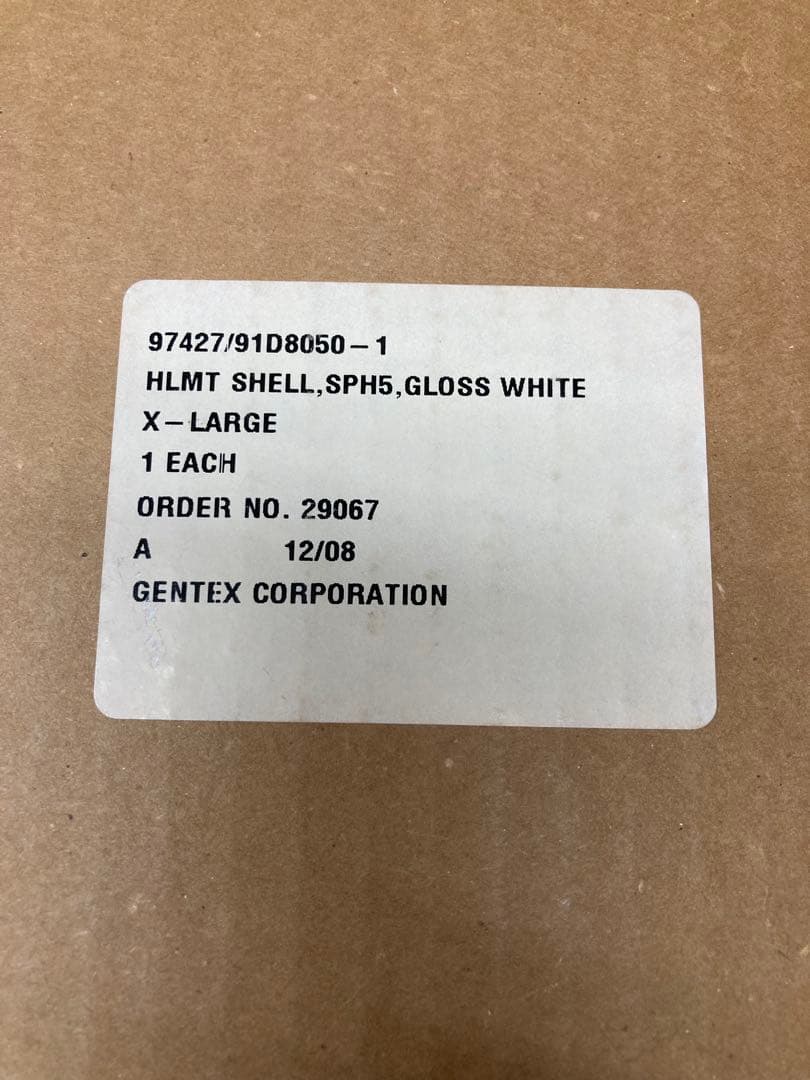 97427/91D8050-1
HLMT SHELL,SPH5,GLOSS WHITE
X-LARGE
1 EACH
ORDER NO. 29067
A 12/08
GENTEX CORPORATION